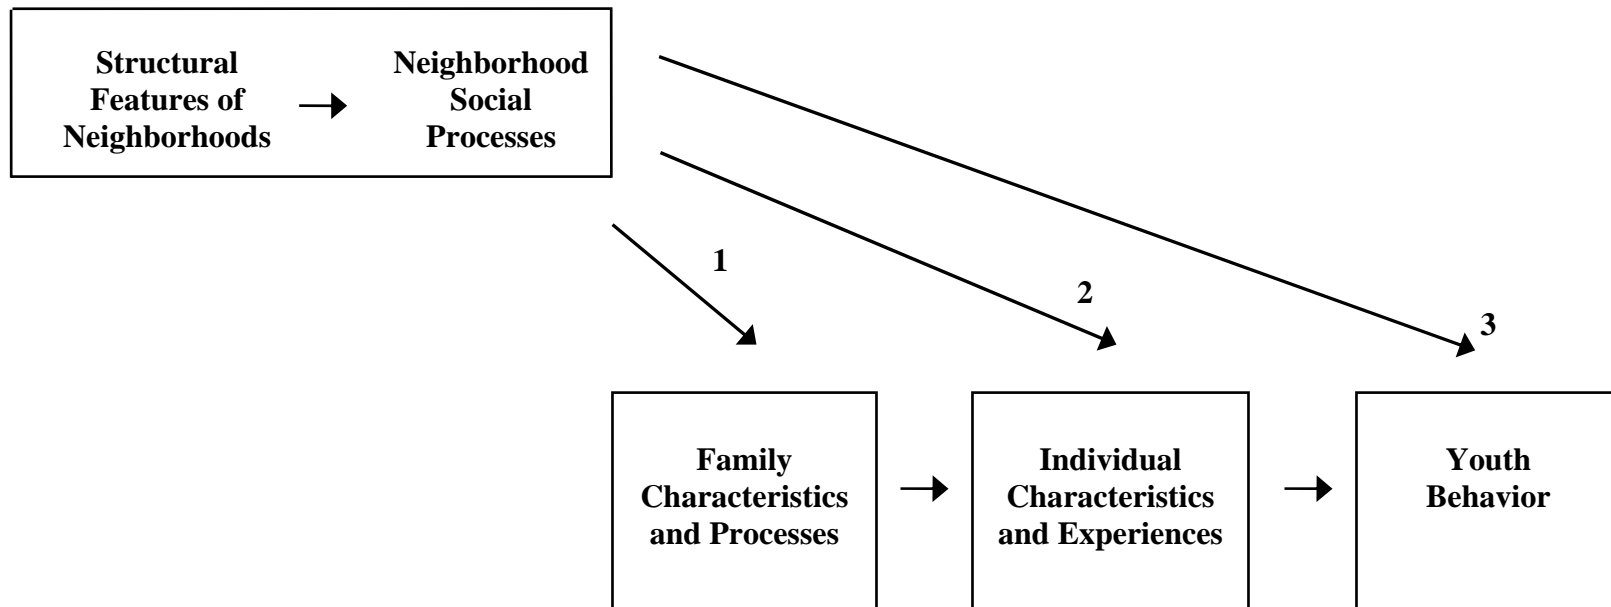 Structural
Features of
Neighborhoods
Neighborhood
Social
Processes
1
2
3
Family
Characteristics
and Processes
Individual
Characteristics
and Experiences
Youth
Behavior